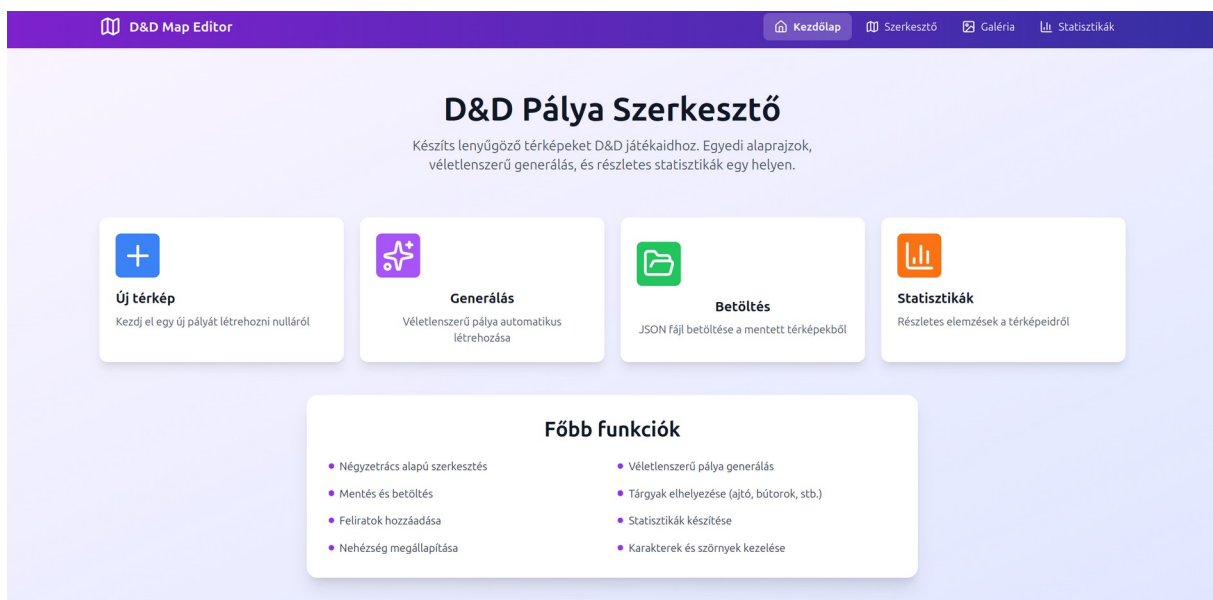 D&D Map Editor
Kezdőlap
Szerkesztő
Galéria
Statisztikák
D&D Pálya Szerkesztő
Készíts lenyűgöző térképeket D&D játékaidhoz. Egyedi alaprajzok,
véletlenszerű generálás, és részletes statisztikák egy helyen.
Új térkép
Kezdj el egy új pályát létrehozni nulláról
Generálás
Véletlenszerű pálya automatikus
létrehozása
Betöltés
JSON fájl betöltése a mentett térképekből
Statisztikák
Részletes elemzések a térképeidről
Főbb funkciók
Négyzetrács alapú szerkesztés
Véletlenszerű pálya generálás
Mentés és betöltés
Tárgyak elhelyezése (ajtó, bútorok, stb.)
Feliratok hozzáadása
Statisztikák készítése
Nehézség megállapítása
Karakterek és szörnyek kezelése